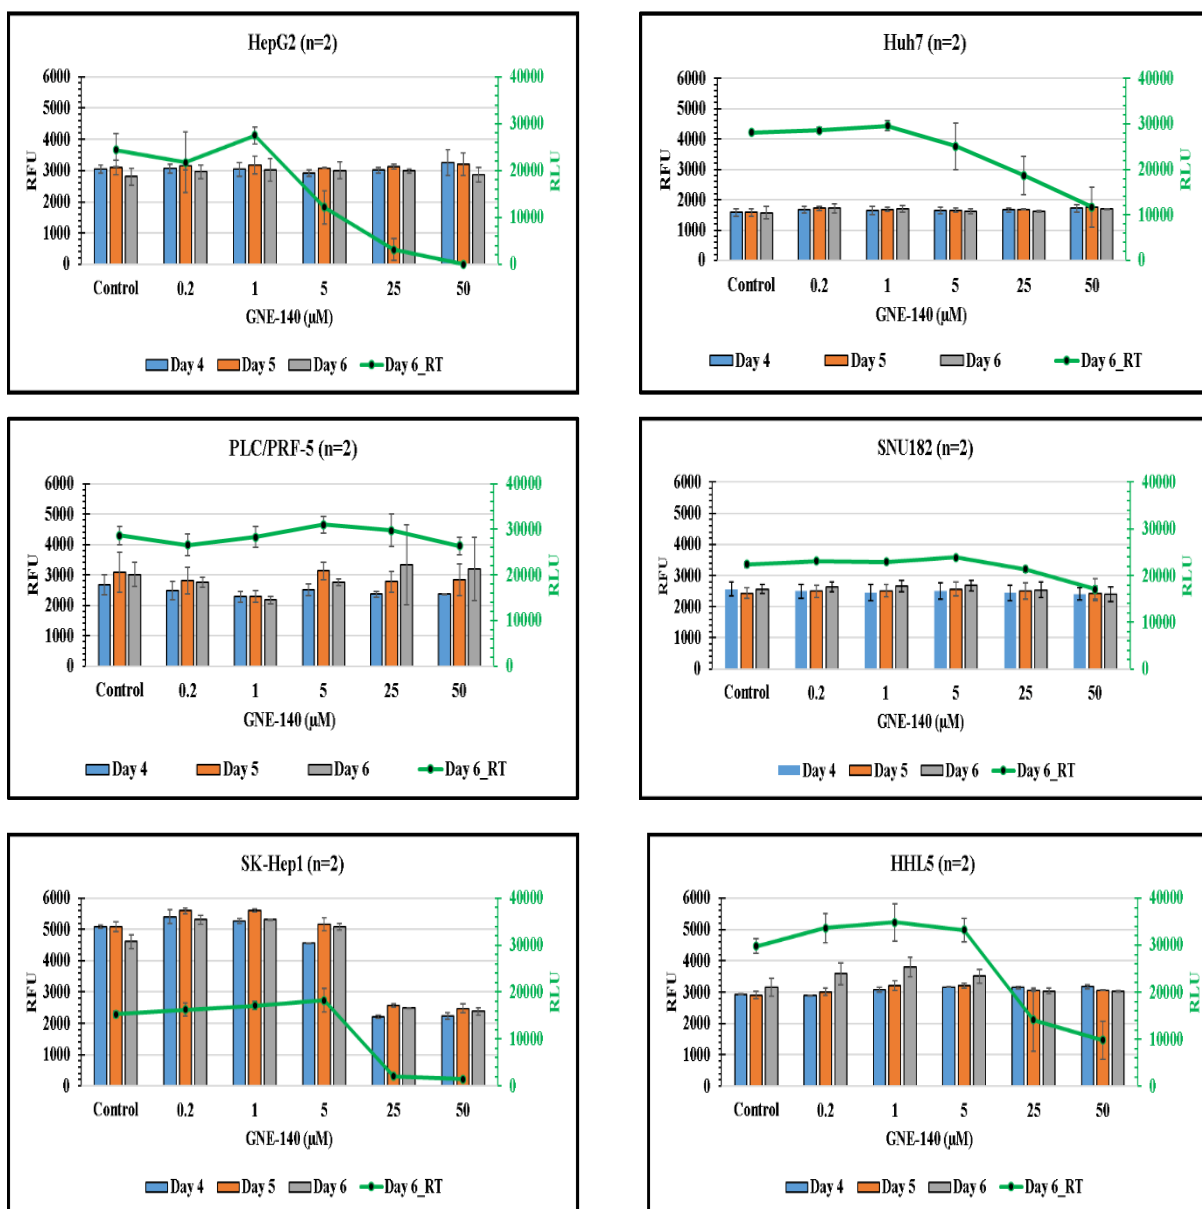 HepG2 (n=2)
6000 40000
5000 30000
4000
3000 20000
2000 10000
1000
0 0
RFU RLU
Control 0.2 1 5 25 50
GNE-140 (µM)
Day 4 Day 5 Day 6 Day 6_RT
Huh7 (n=2)
6000 40000
5000 30000
4000
3000 20000
2000 10000
1000
0 0
RFU RLU
Control 0.2 1 5 25 50
GNE-140 (µM)
Day 4 Day 5 Day 6 Day 6_RT
PLC/PRF-5 (n=2)
6000 40000
5000 30000
4000
3000 20000
2000 10000
1000
0 0
RFU RLU
Control 0.2 1 5 25 50
GNE-140 (µM)
Day 4 Day 5 Day 6 Day 6_RT
SNU182 (n=2)
6000 40000
5000 30000
4000
3000 20000
2000 10000
1000
0 0
RFU RLU
Control 0.2 1 5 25 50
GNE-140 (µM)
Day 4 Day 5 Day 6 Day 6_RT
SK-Hep1 (n=2)
6000 40000
5000 30000
4000
3000 20000
2000 10000
1000
0 0
RFU RLU
Control 0.2 1 5 25 50
GNE-140 (µM)
Day 4 Day 5 Day 6 Day 6_RT
HHL5 (n=2)
6000 40000
5000 30000
4000
3000 20000
2000 10000
1000
0 0
RFU RLU
Control 0.2 1 5 25 50
GNE-140 (µM)
Day 4 Day 5 Day 6 Day 6_RT